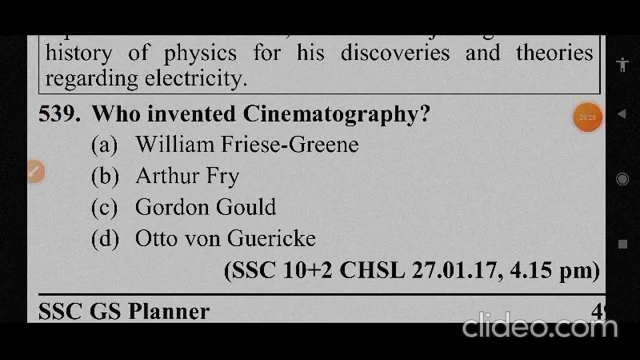 history of physics for his discoveries and theories
regarding electricity.
539. Who invented Cinematography?
29:29
(a) William Friese-Greene
(b) Arthur Fry
(c) Gordon Gould
(d) Otto von Guericke
(SSC 10+2 CHSL 27.01.17, 4.15 pm)
SSC GS Planner
clideo.com